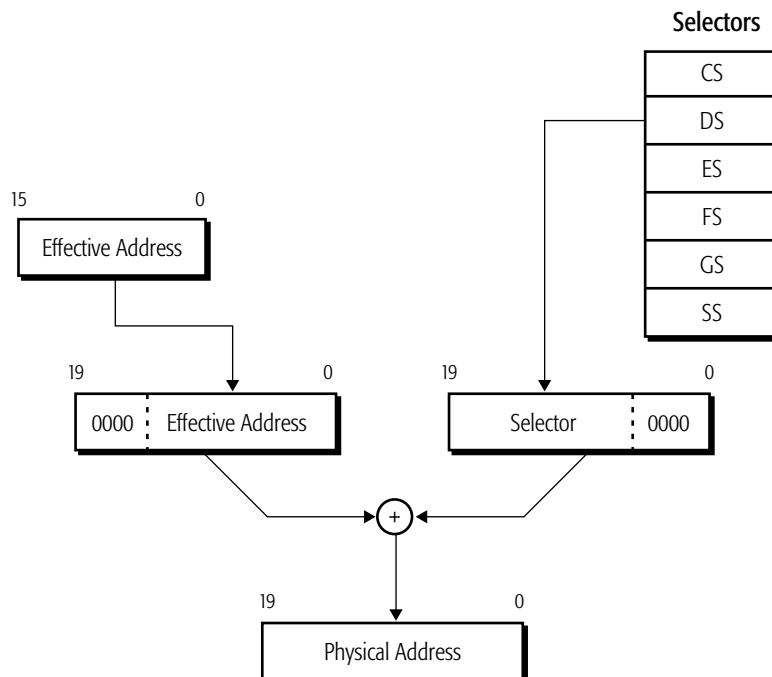 Selectors
CS
DS
ES
FS
GS
SS
15 0
Effective Address
19 0
0000 Effective Address
19 0
Selector 0000
+
19 0
Physical Address